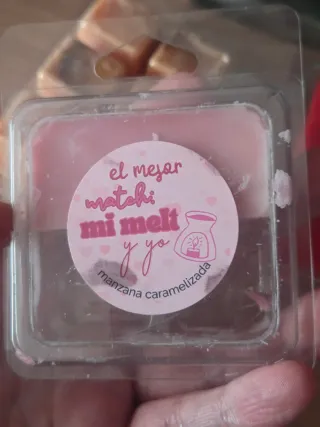 el mejor
match:
mi melt
y yo
manzana caramelizada